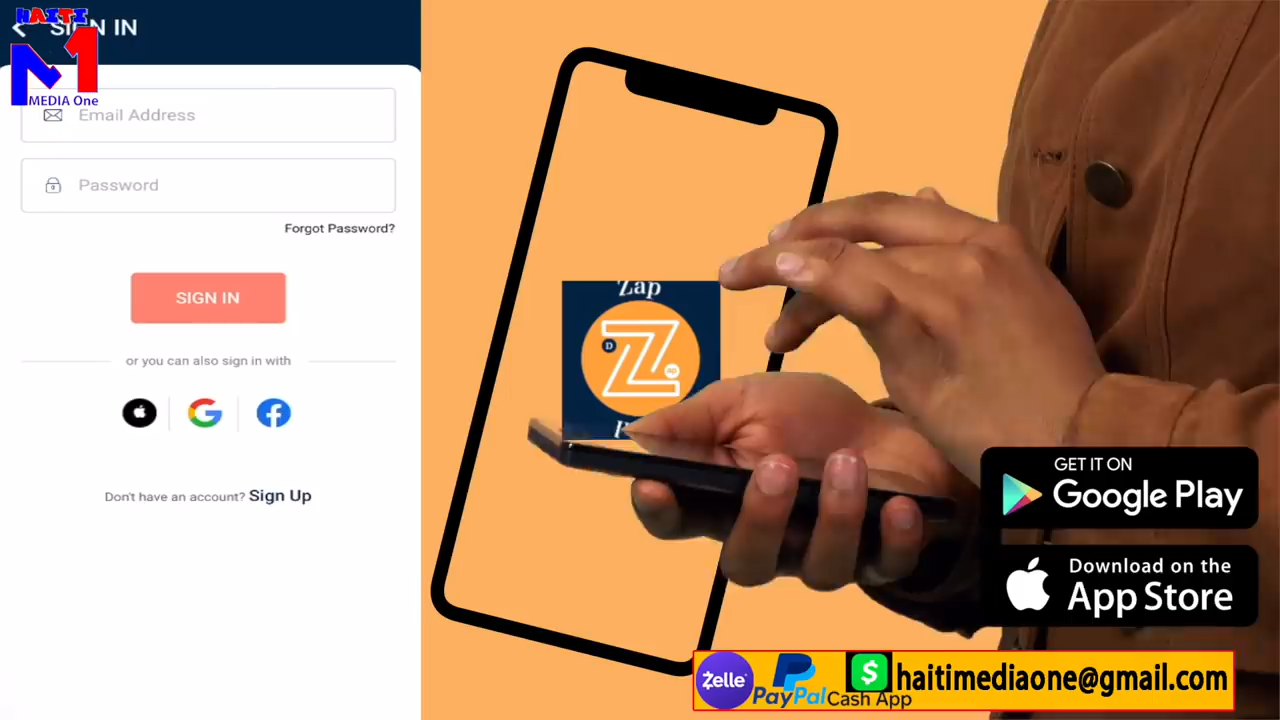 HAITI
M1
MEDIA One
SIGN IN
Email Address
Password
Forgot Password?
SIGN IN
or you can also sign in with
Don't have an account? Sign Up
Zap
Z
D
GET IT ON
Google Play
Download on the
App Store
Zelle
PayPal
$
Cash App
haitimediaone@gmail.com